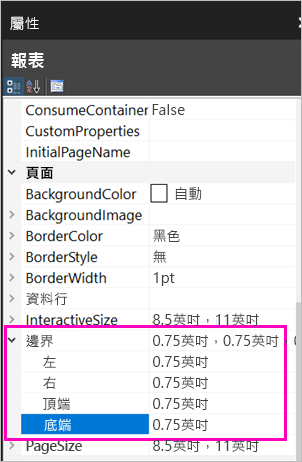 屬性
報表
ConsumeContainer False
CustomProperties
InitialPageName
頁面
BackgroundColor 自動
BackgroundImage
BorderColor 黑色
BorderStyle 無
BorderWidth 1pt
資料行
InteractiveSize 8.5英吋，11英吋
邊界 0.75英吋，0.75英吋，
左 0.75英吋
右 0.75英吋
頂端 0.75英吋
底端 0.75英吋
PageSize 8.5英吋，11英吋